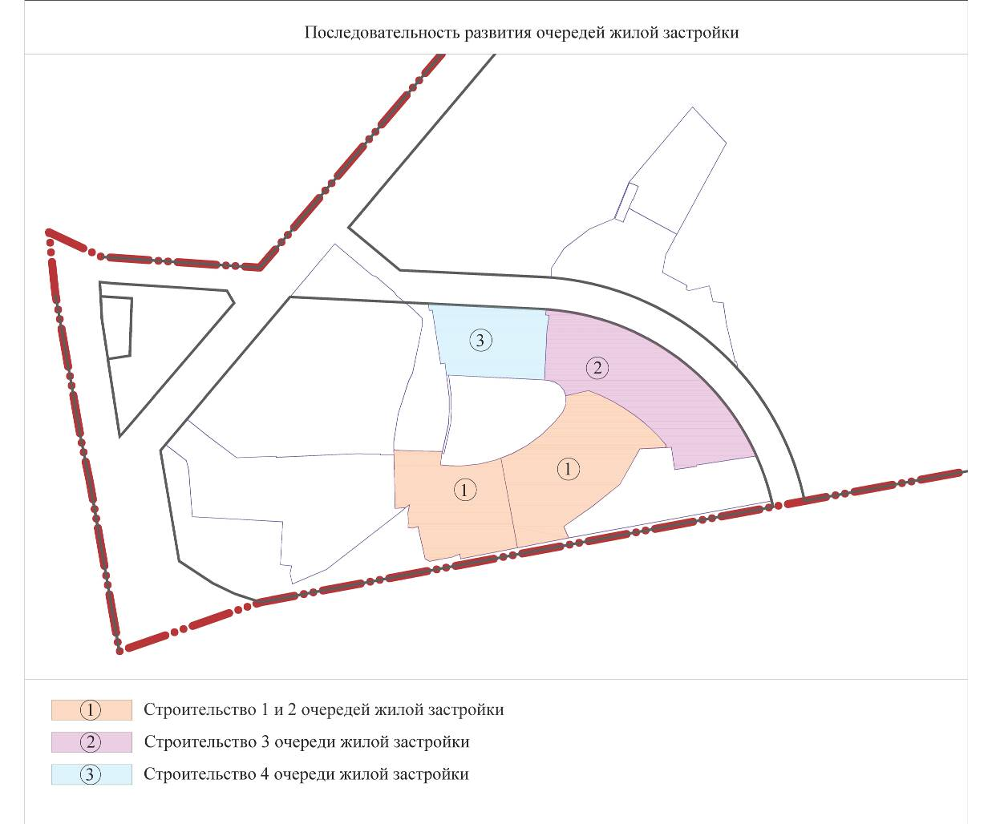 Последовательность развития очередей жилой застройки
3
2
1
1
1 Строительство 1 и 2 очередей жилой застройки
2 Строительство 3 очереди жилой застройки
3 Строительство 4 очереди жилой застройки